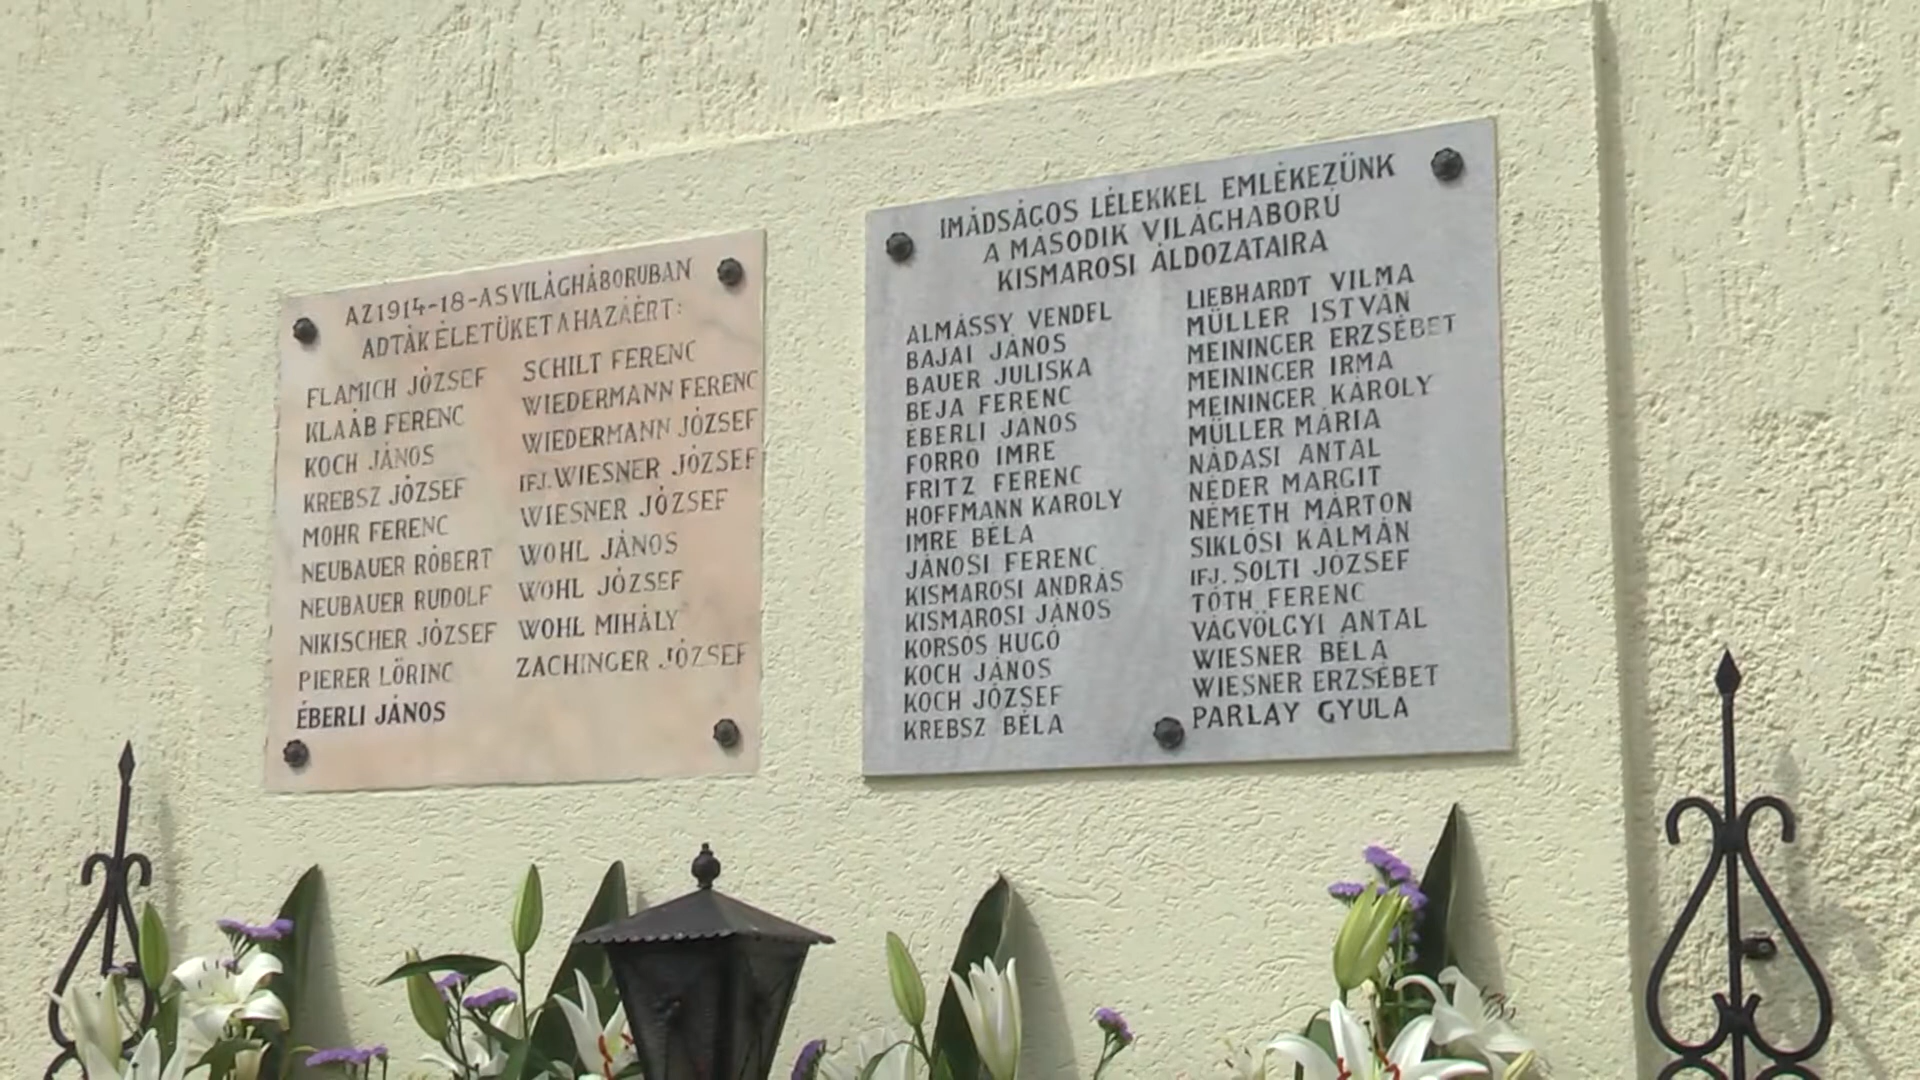 AZ 1914-18-AS VILÁGHÁBORUBAN
ADTÁK ÉLETÜKET A HAZÁÉRT:
FLAMICH JÓZSEF
KLAÁB FERENC
KOCH JÁNOS
KREBSZ JÓZSEF
MOHR FERENC
NEUBAUER RÓBERT
NEUBAUER RUDOLF
NIKISCHER JÓZSEF
PIERER LŐRINC
ÉBERLI JÁNOS
SCHILT FERENC
WIEDERMANN FERENC
WIEDERMANN JÓZSEF
IFJ. WIESNER JÓZSEF
WIESNER JÓZSEF
WOHL JÁNOS
WOHL JÓZSEF
WOHL MIHÁLY
ZACHINGER JÓZSEF
IMÁDSÁGOS LÉLEKKEL EMLÉKEZÜNK
A MÁSODIK VILÁGHÁBORÚ
KISMAROSI ÁLDOZATAIRA
ALMÁSSY VENDEL
BAJAI JÁNOS
BAUER JULISKA
BEJA FERENC
ÉBERLI JÁNOS
FORRÓ IMRE
FRITZ FERENC
HOFFMANN KÁROLY
IMRE BÉLA
JÁNOSI FERENC
KISMAROSI ANDRÁS
KISMAROSI JÁNOS
KORSÓS HUGÓ
KOCH JÁNOS
KOCH JÓZSEF
KREBSZ BÉLA
LIEBHARDT VILMA
MÜLLER ISTVÁN
MEININGER ERZSÉBET
MEININGER IRMA
MEININGER KÁROLY
MÜLLER MÁRIA
NÁDASI ANTAL
NÉDER MARGIT
NÉMETH MÁRTON
SIKLÓSI KÁLMÁN
IFJ. SOLTI JÓZSEF
TÓTH FERENC
VÁGVÖLGYI ANTAL
WIESNER BÉLA
WIESNER ERZSÉBET
PARLAY GYULA